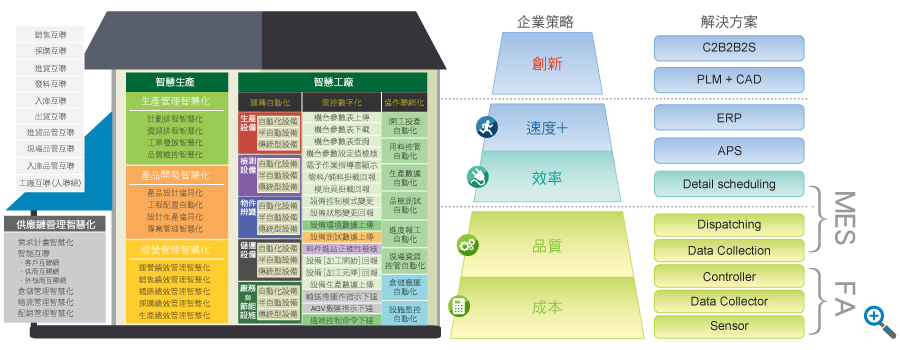 銷售互聯
採購互聯
進貨互聯
發料互聯
入庫互聯
出貨互聯
進貨品管互聯
現場品管互聯
入庫品管互聯
工廠互聯(人聯網)
供應鏈管理智慧化
需求計畫智慧化
智能互聯
· 客戶互聯網
· 供商互聯網
· 外包商互聯網
倉儲管理智慧化
物流管理智慧化
配銷管理智慧化
智慧生產
生產管理智慧化
計劃排程智慧化
資源排程智慧化
工單發放智慧化
品質檢控智慧化
產品開發智慧化
產品設計協同化
工程配置自動化
設計生產協同化
專案管理智慧化
經營管理智慧化
運營績效管理智慧化
銷售績效管理智慧化
通路績效管理智慧化
採購績效管理智慧化
生產績效管理智慧化
智慧工廠
運轉自動化
管控數字化
協作聯網化
生產設備
自動化設備
半自動設備
傳統型設備
檢測設備
自動化設備
半自動設備
傳統型設備
物件辨識
自動化設備
半自動設備
傳統型設備
儲運設備
自動化設備
半自動設備
傳統型設備
廠務與節能設施
自動化設備
半自動設備
傳統型設備
機台參數表上傳
機台參數表下載
機台參數表查詢
機台參數設定值檢核
電子作業指導書顯示
物料/輔料掛載回報
模治具掛載回報
設備控制模式變更
設備狀態變更回報
設備環境數據上傳
設備測試數據上傳
物件進站正確性檢核
設備[加工開始]回報
設備[加工完畢]回報
設備生產數據上傳
輸送帶運作指示下達
AGV搬運指示下達
遠端控制命令下達
開工投產自動化
用料控管自動化
生產數據自動化
品檢測試自動化
進度報工自動化
現場資源控管自動化
倉儲搬運自動化
設施監控自動化
企業策略
創新
速度+
效率
品質
成本
解決方案
C2B2B2S
PLM + CAD
ERP
APS
Detail scheduling
Dispatching
Data Collection
Controller
Data Collector
Sensor
MES
FA